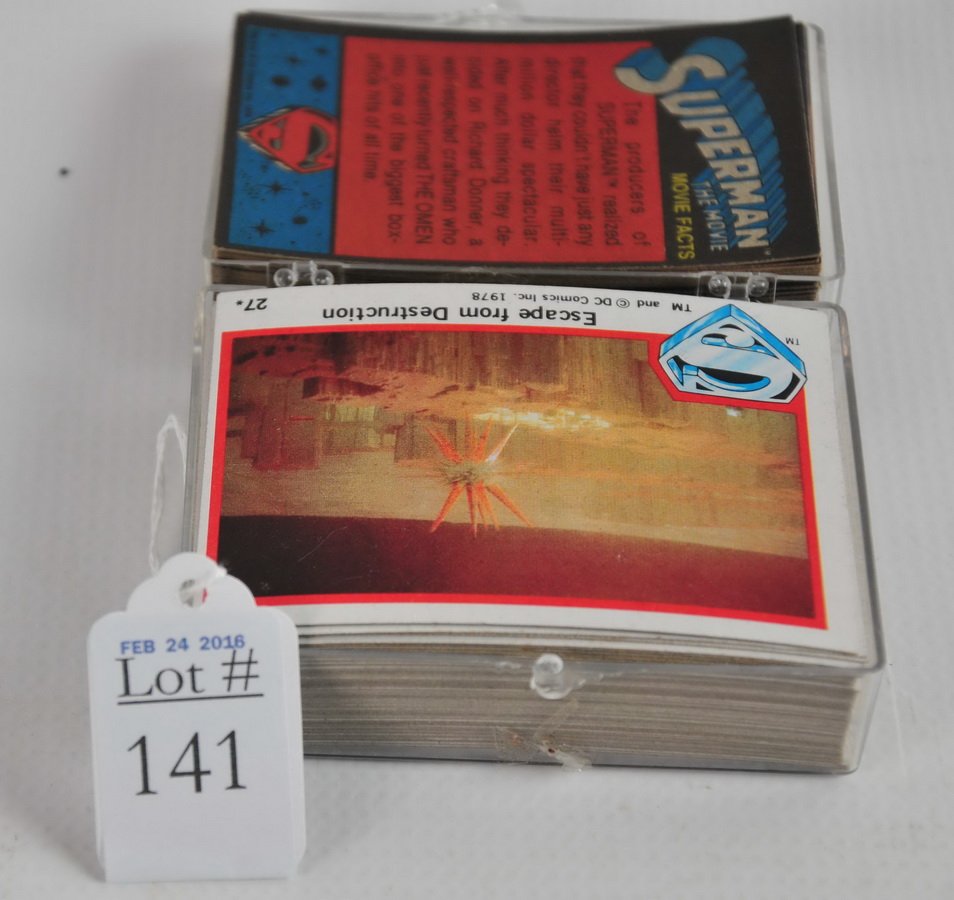 SUPERMAN™
THE MOVIE
MOVIE FACTS
The producers of
SUPERMAN™ realized
that they couldn't have just any
director helm their multi-
million dollar spectacular.
After much thinking they de-
cided on Richard Donner, a
well-respected craftsman who
just recently turned THE OMEN
into one of the biggest box-
office hits of all time.
27*
Escape from Destruction
TM and © DC Comics Inc. 1978
TM
S
FEB 24 2016
Lot #
141